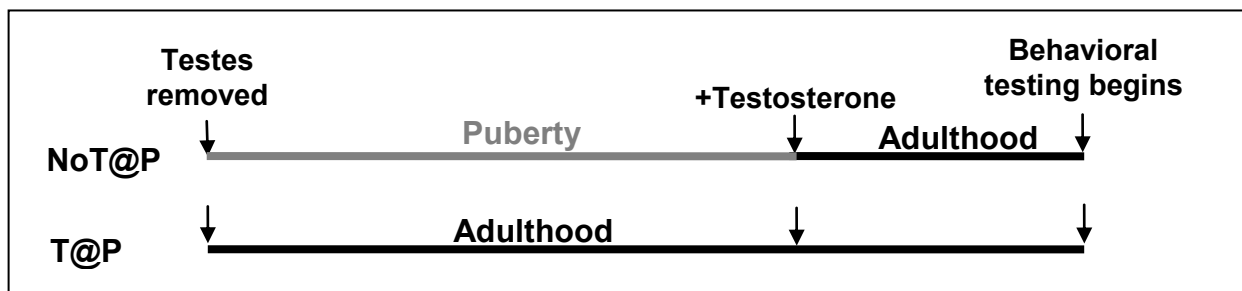 Testes
removed
+Testosterone
Behavioral
testing begins
NoT@P
Puberty
Adulthood
T@P
Adulthood